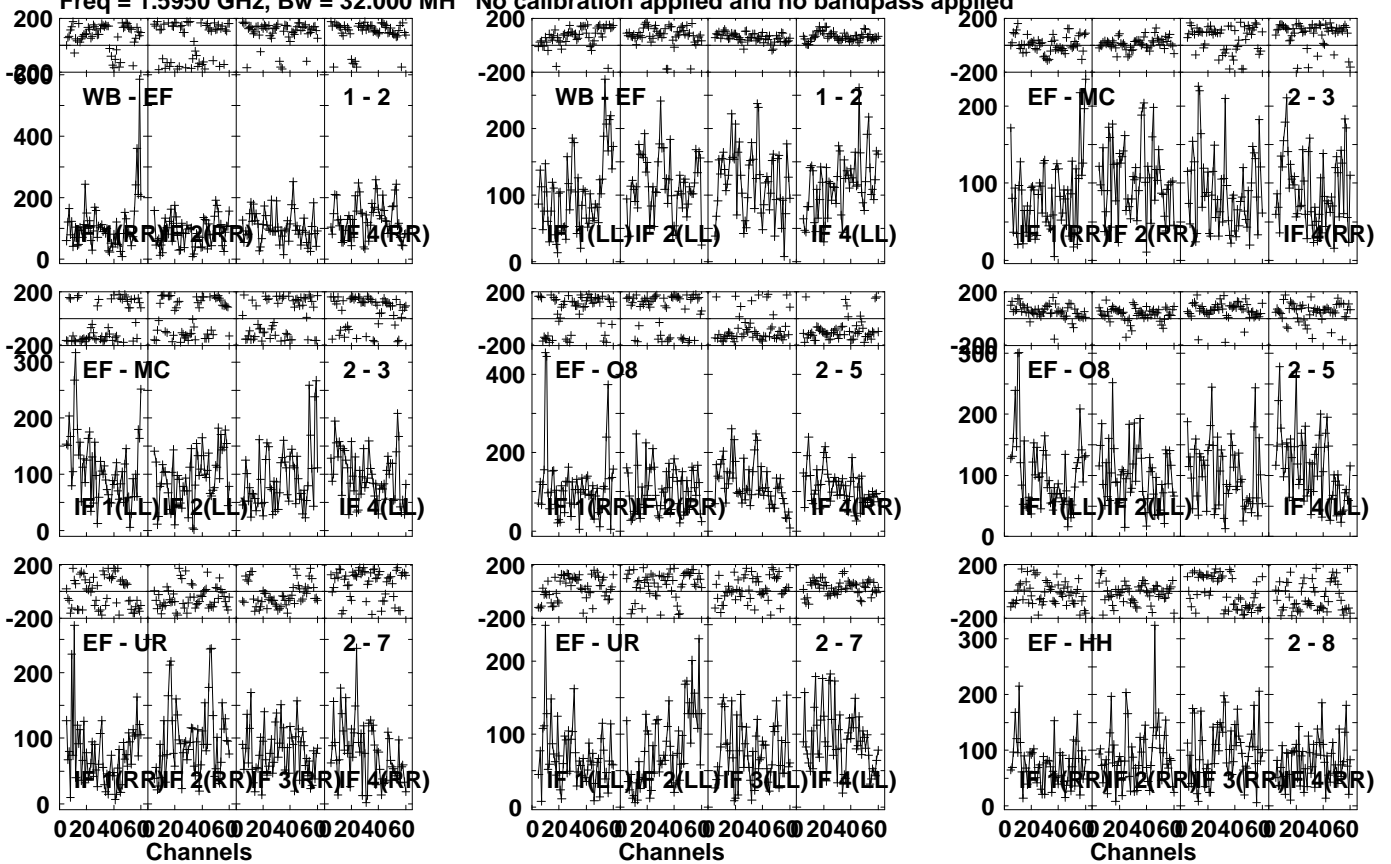 Freq = 1.5950 GHz, Bw = 32.000 MH No calibration applied and no bandpass applied
200
-200
600
400
200
0
WB - EF 1 - 2
IF 1(RR) IF 2(RR) IF 4(RR)
200
-200
200
100
0
WB - EF 1 - 2
IF 1(LL) IF 2(LL) IF 4(LL)
200
-200
200
100
0
EF - MC 2 - 3
IF 1(RR) IF 2(RR) IF 4(RR)
200
-200
300
200
100
0
EF - MC 2 - 3
IF 1(LL) IF 2(LL) IF 4(LL)
200
-200
400
200
0
EF - O8 2 - 5
IF 1(RR) IF 2(RR) IF 4(RR)
200
-200
300
200
100
0
EF - O8 2 - 5
IF 1(LL) IF 2(LL) IF 4(LL)
200
-200
200
100
0
EF - UR 2 - 7
IF 1(RR) IF 2(RR) IF 3(RR) IF 4(RR)
0 20 40 60 0 20 40 60 0 20 40 60 0 20 40 60
Channels
200
-200
200
100
0
EF - UR 2 - 7
IF 1(LL) IF 2(LL) IF 3(LL) IF 4(LL)
0 20 40 60 0 20 40 60 0 20 40 60 0 20 40 60
Channels
200
-200
300
200
100
0
EF - HH 2 - 8
IF 1(RR) IF 2(RR) IF 3(RR) IF 4(RR)
0 20 40 60 0 20 40 60 0 20 40 60 0 20 40 60
Channels